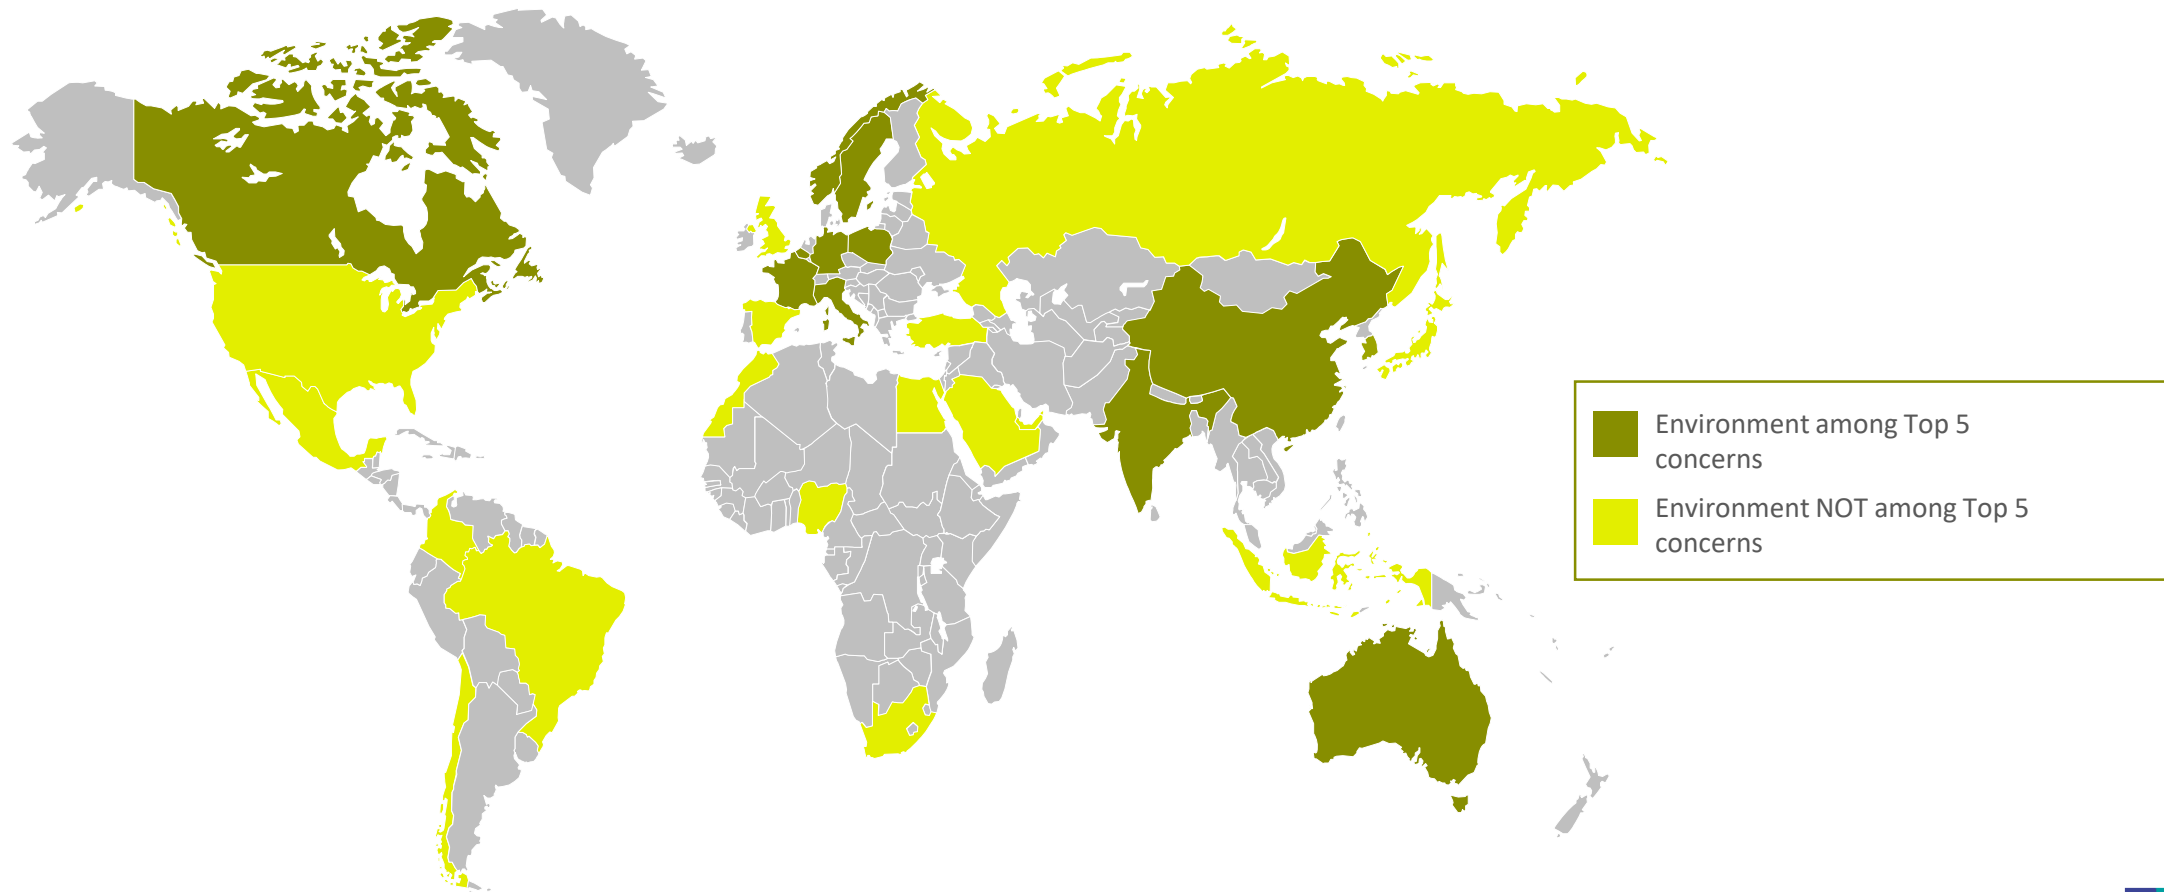 Environment among Top 5
concerns
Environment NOT among Top 5
concerns